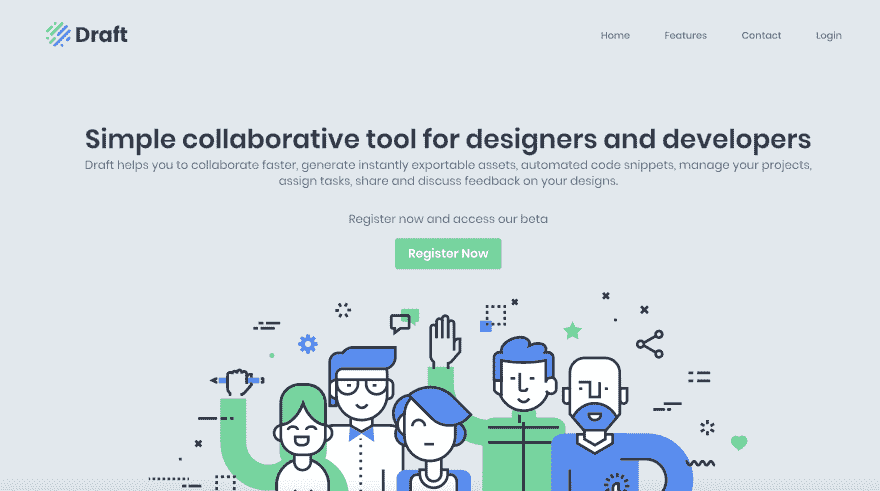 Draft
Home Features Contact Login
Simple collaborative tool for designers and developers
Draft helps you to collaborate faster, generate instantly exportable assets, automated code snippets, manage your projects,
assign tasks, share and discuss feedback on your designs.
Register now and access our beta
Register Now